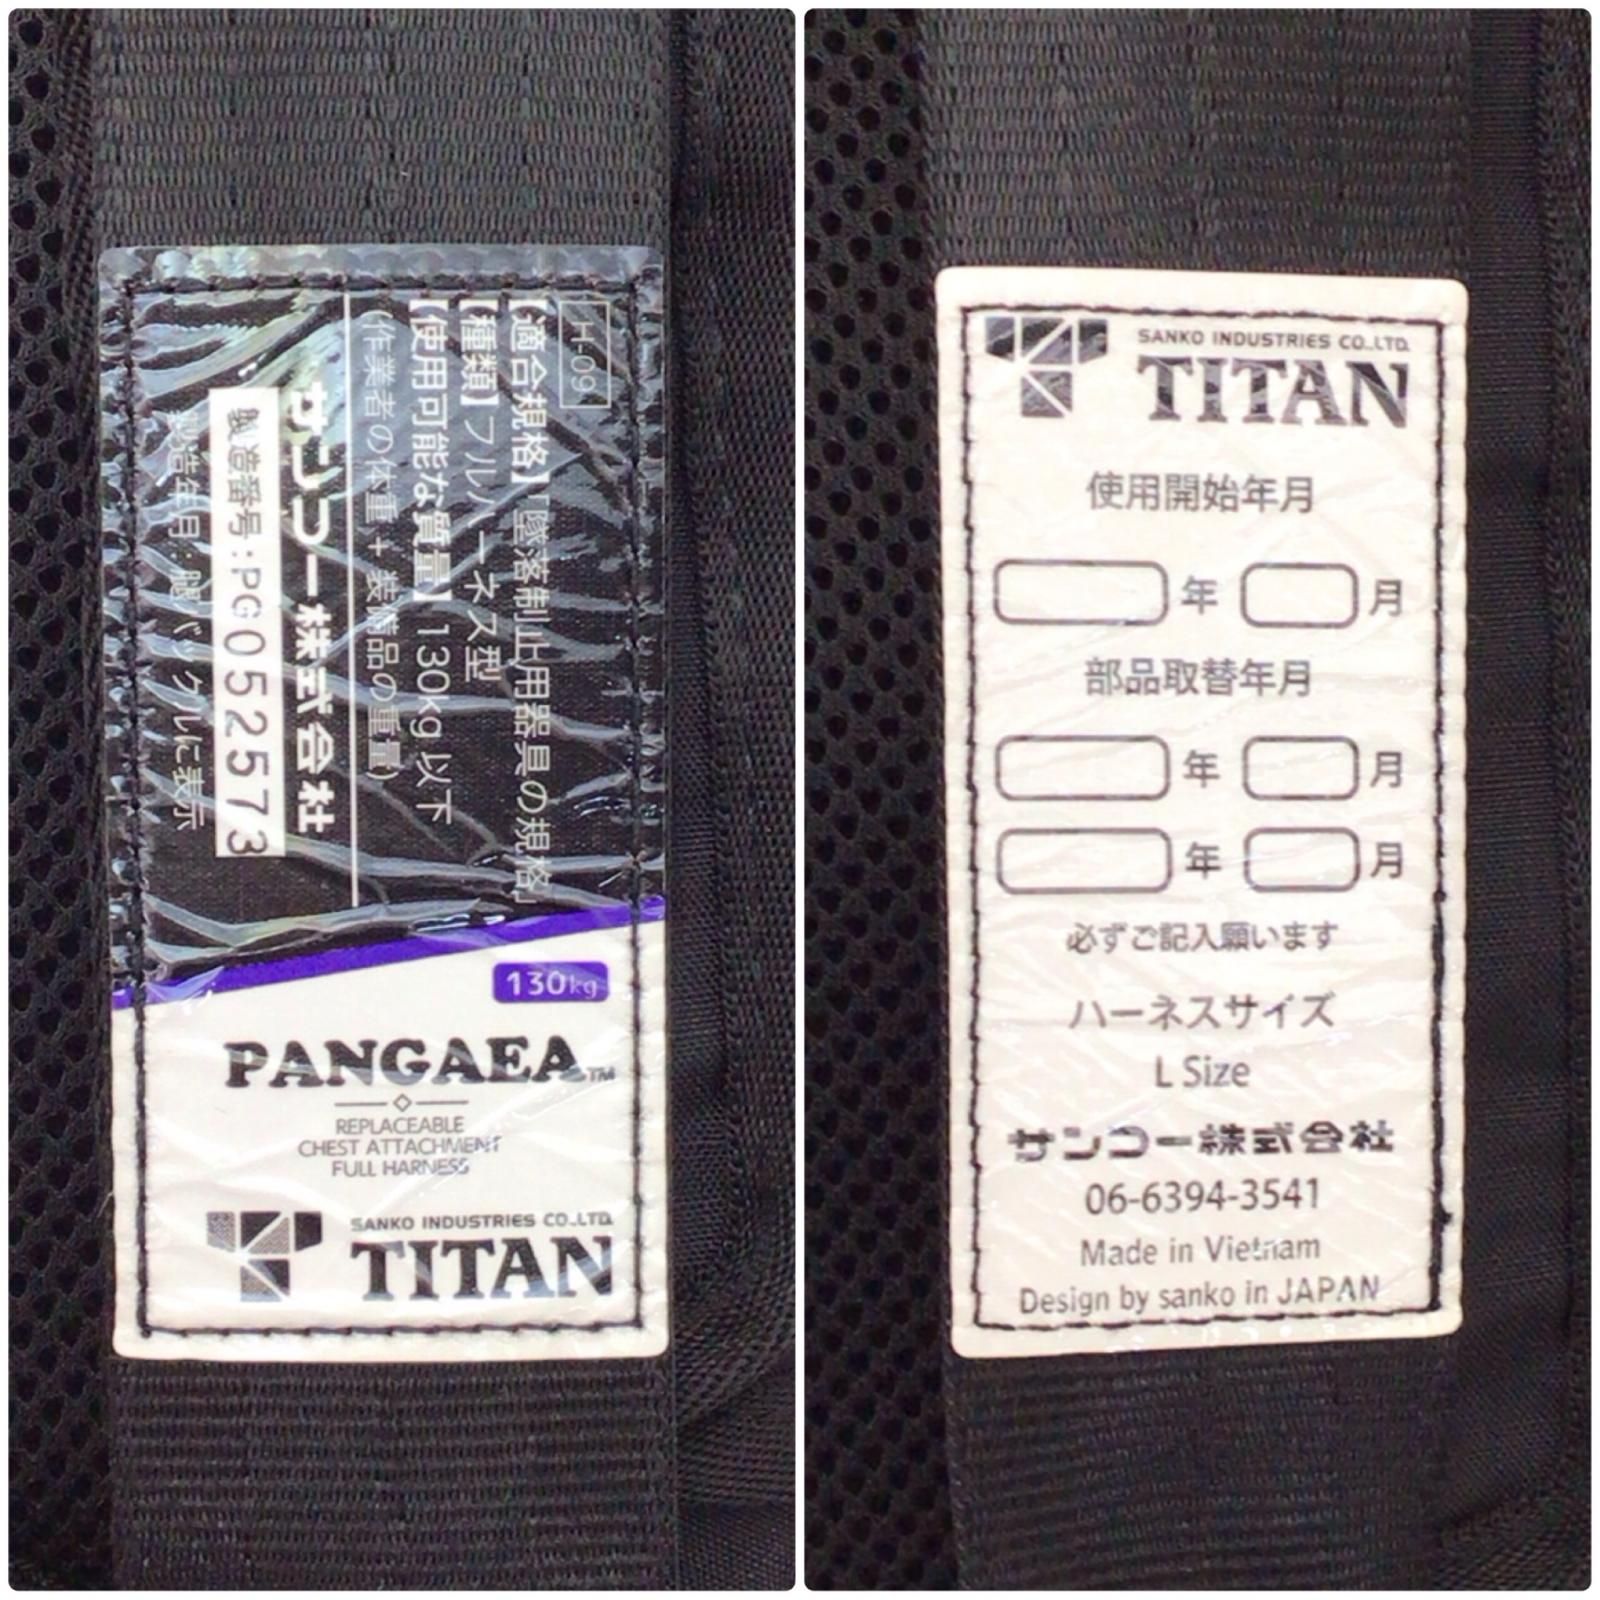 H-09
【適合規格】「墜落制止用器具の規格」
【種類】フルハーネス型
【使用可能な質量】130kg以下
(作業者の体重+装備品の重量)
サンコー株式会社
製造番号:PG052573
製造年月:腿バックルに表示
130kg
PANGAEA™
REPLACEABLE
CHEST ATTACHMENT
FULL HARNESS
SANKO INDUSTRIES CO.,LTD.
TITAN
SANKO INDUSTRIES CO.,LTD.
TITAN
使用開始年月
年 月
部品取替年月
年 月
年 月
必ずご記入願います
ハーネスサイズ
L Size
サンコー株式会社
06-6394-3541
Made in Vietnam
Design by sanko in JAPAN